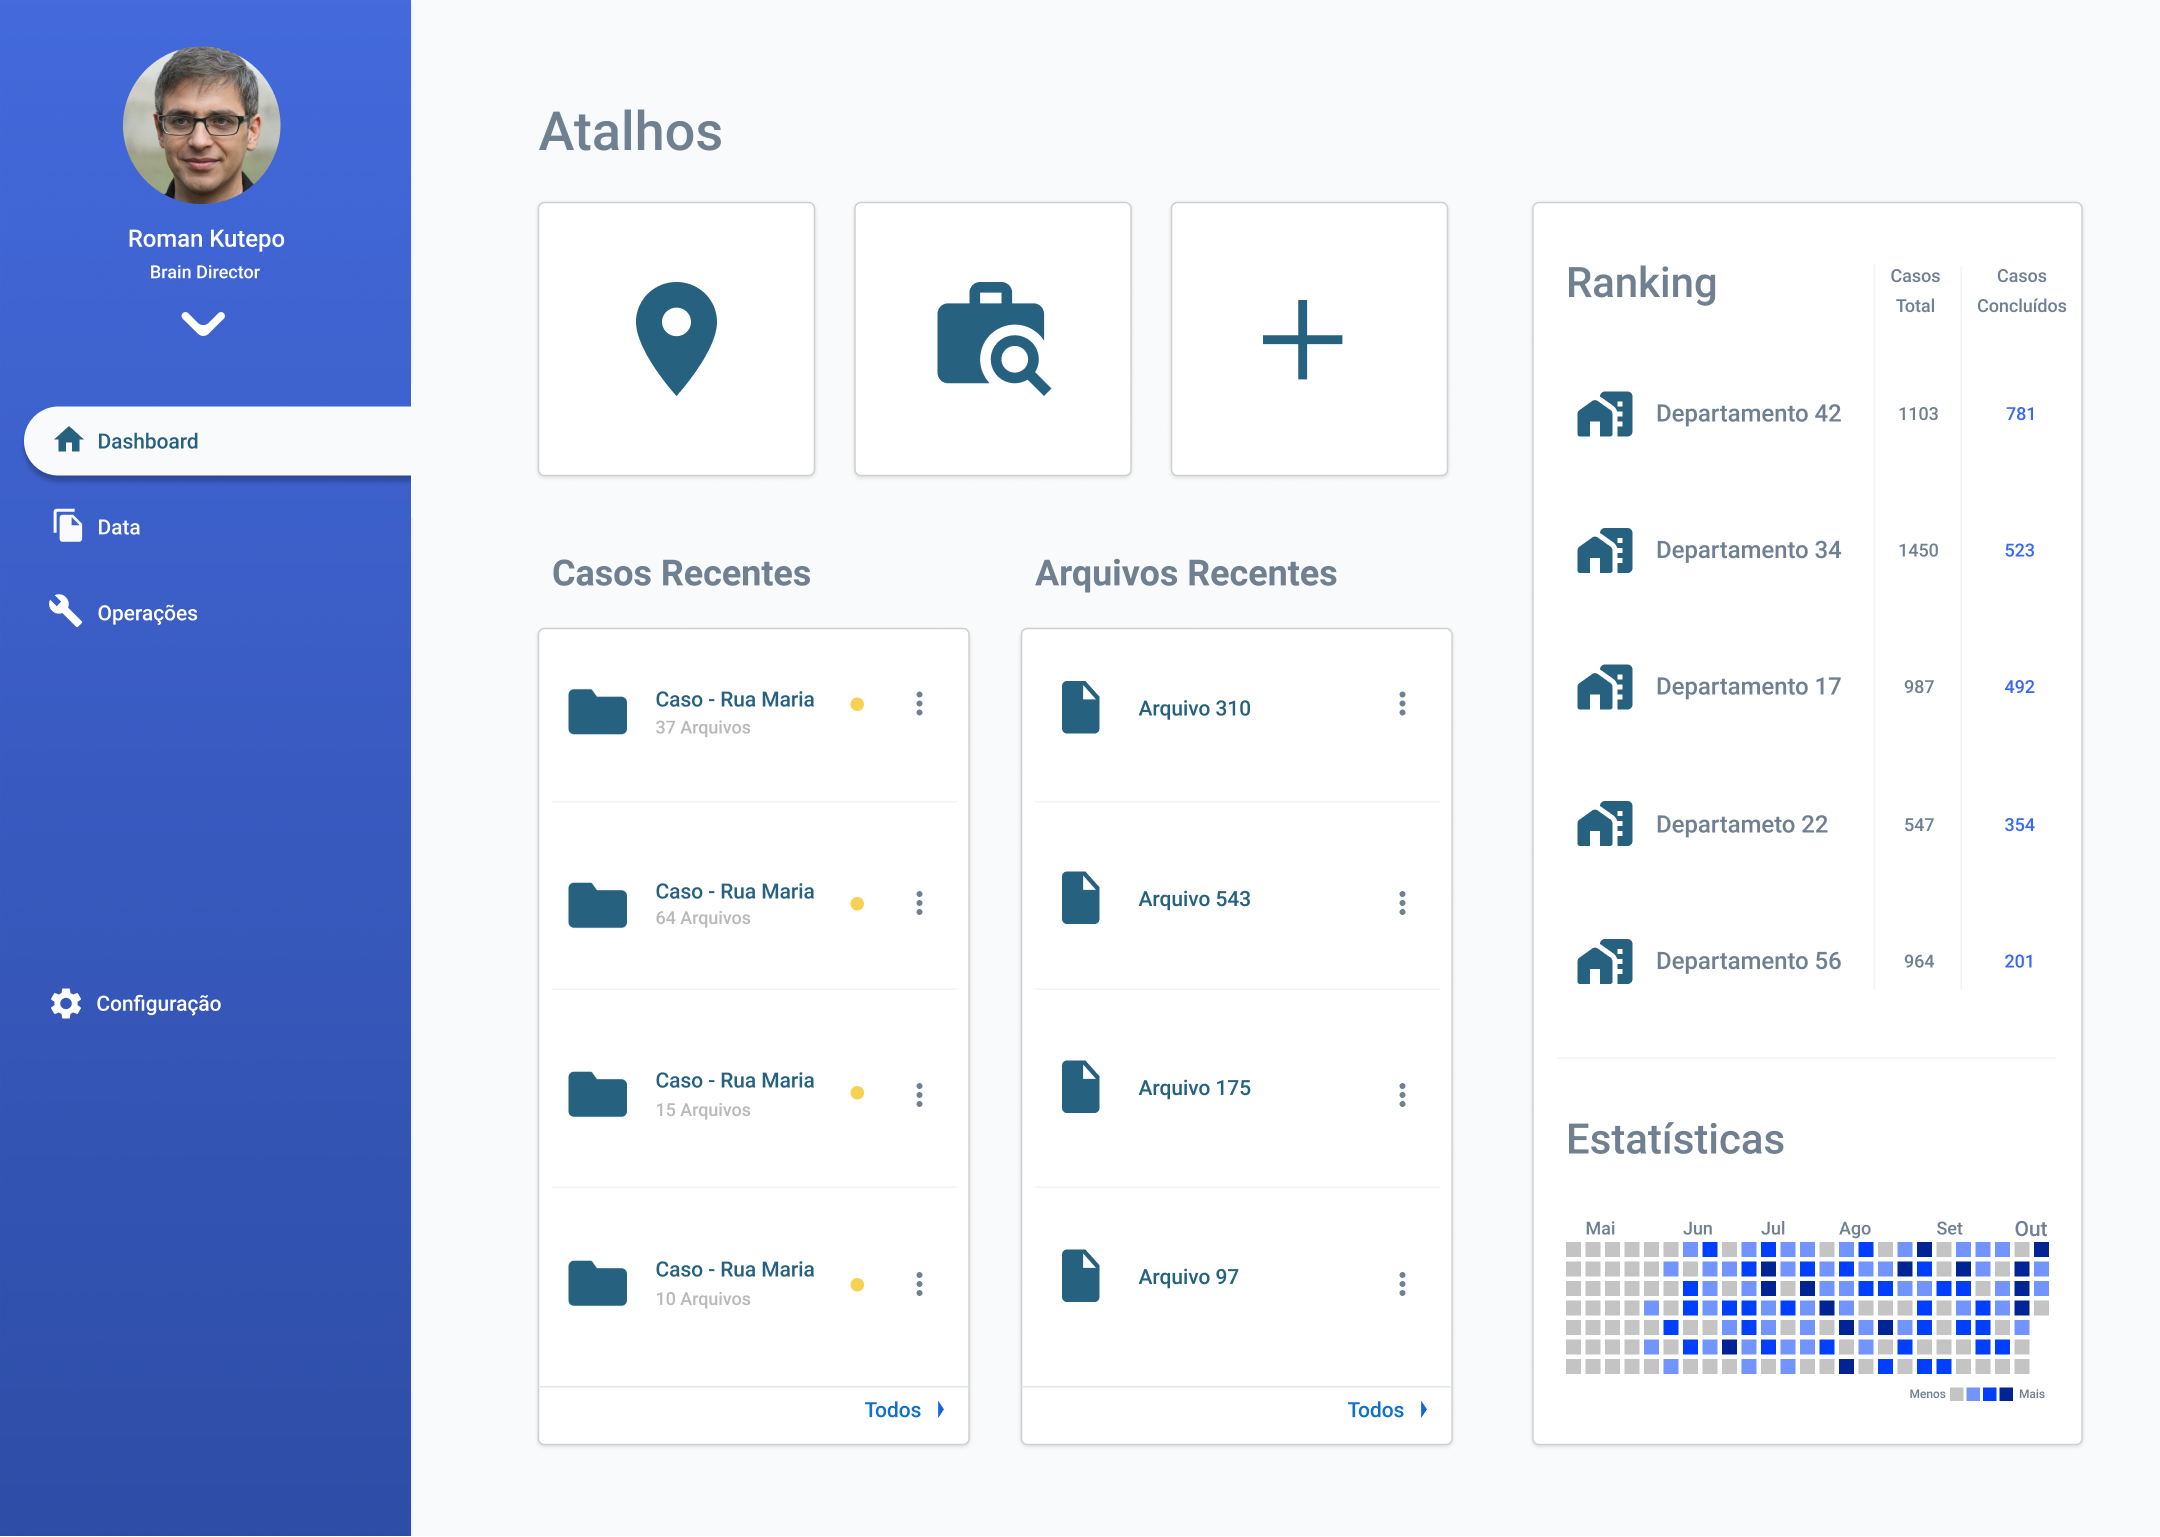 Roman Kutepo
Brain Director
Dashboard
Data
Operações
Configuração
Atalhos
Casos Recentes
Caso - Rua Maria
37 Arquivos
Caso - Rua Maria
64 Arquivos
Caso - Rua Maria
15 Arquivos
Caso - Rua Maria
10 Arquivos
Todos
Arquivos Recentes
Arquivo 310
Arquivo 543
Arquivo 175
Arquivo 97
Todos
Ranking
Casos Total
Casos Concluídos
Departamento 42 1103 781
Departamento 34 1450 523
Departamento 17 987 492
Departameto 22 547 354
Departamento 56 964 201
Estatísticas
Mai Jun Jul Ago Set Out
Menos Mais